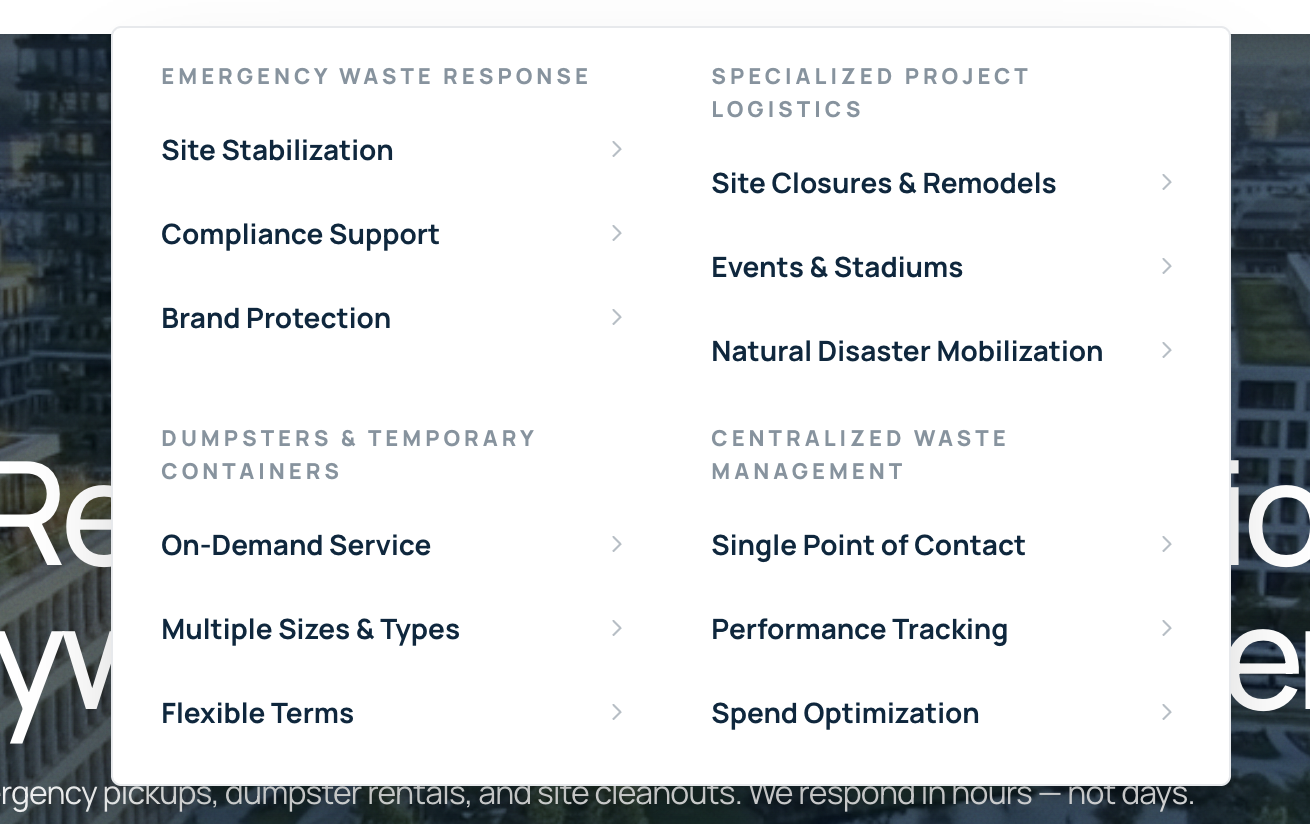 EMERGENCY WASTE RESPONSE
Site Stabilization
Compliance Support
Brand Protection
SPECIALIZED PROJECT
LOGISTICS
Site Closures & Remodels
Events & Stadiums
Natural Disaster Mobilization
DUMPSTERS & TEMPORARY
CONTAINERS
On-Demand Service
Multiple Sizes & Types
Flexible Terms
CENTRALIZED WASTE
MANAGEMENT
Single Point of Contact
Performance Tracking
Spend Optimization
pickups, dumpster rentals, and site cleanouts. We respond in hours — not days.